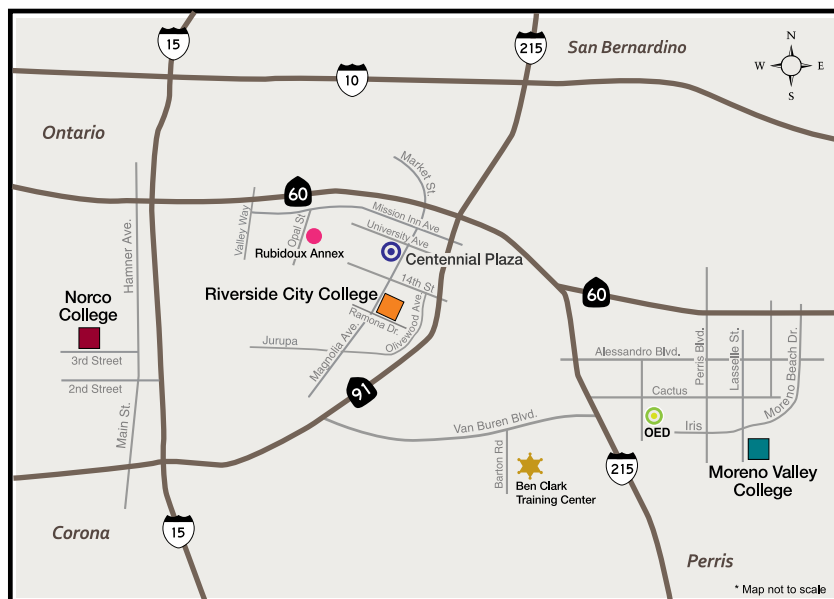 15
215
San Bernardino
N
W
E
S
10
Ontario
Market St.
60
Mission Inn Ave
Valley Way
Opal St
University Ave
Hamner Ave.
Rubidoux Annex
Centennial Plaza
14th St
60
Norco
College
Riverside City College
Ramona Dr.
Olivewood Ave
Magnolia Ave.
Jurupa
3rd Street
2nd Street
Main St.
Alessandro Blvd.
Perris Blvd.
Lasselle St.
Moreno Beach Dr.
Cactus
91
Van Buren Blvd.
OED
Iris
Barton Rd
215
Ben Clark
Training Center
Moreno Valley
College
Corona
15
Perris
* Map not to scale